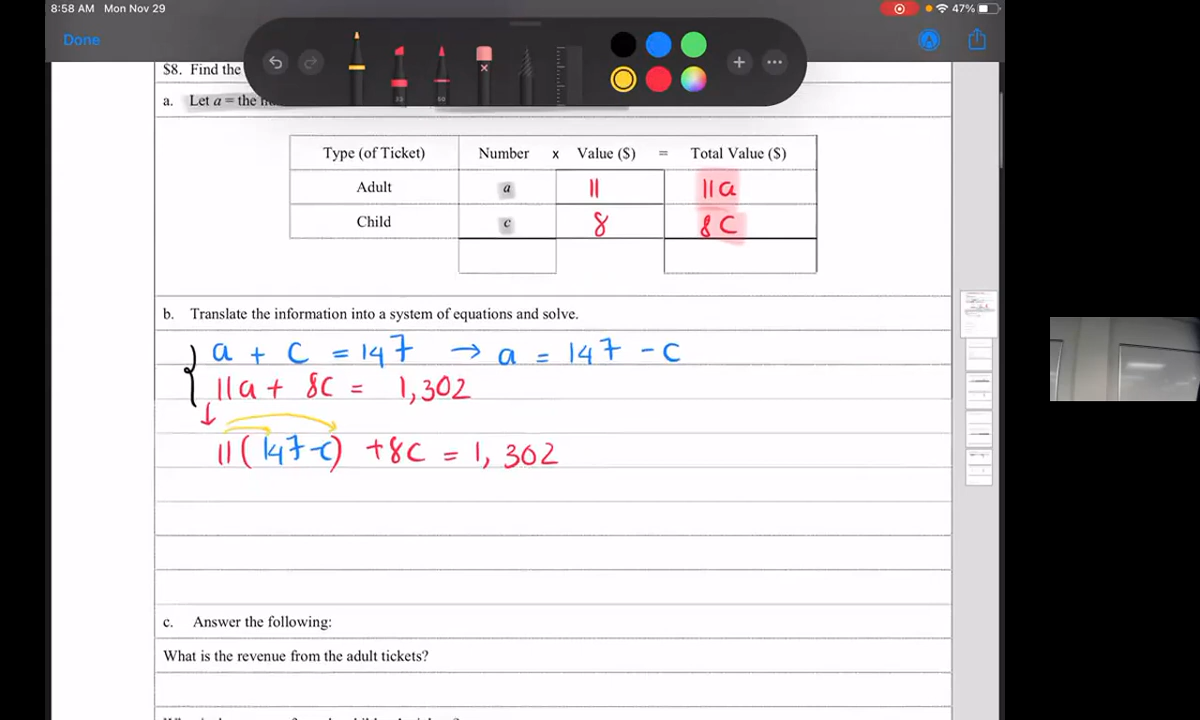 8:58 AM Mon Nov 29
47%
Done
$8. Find the
a. Let a = the
Type (of Ticket) Number x Value ($) = Total Value ($)
Adult a 11 11a
Child c 8 8C
b. Translate the information into a system of equations and solve.
a + C = 147 → a = 147 - C
11a + 8C = 1,302
11(147-C) +8C = 1,302
c. Answer the following:
What is the revenue from the adult tickets?